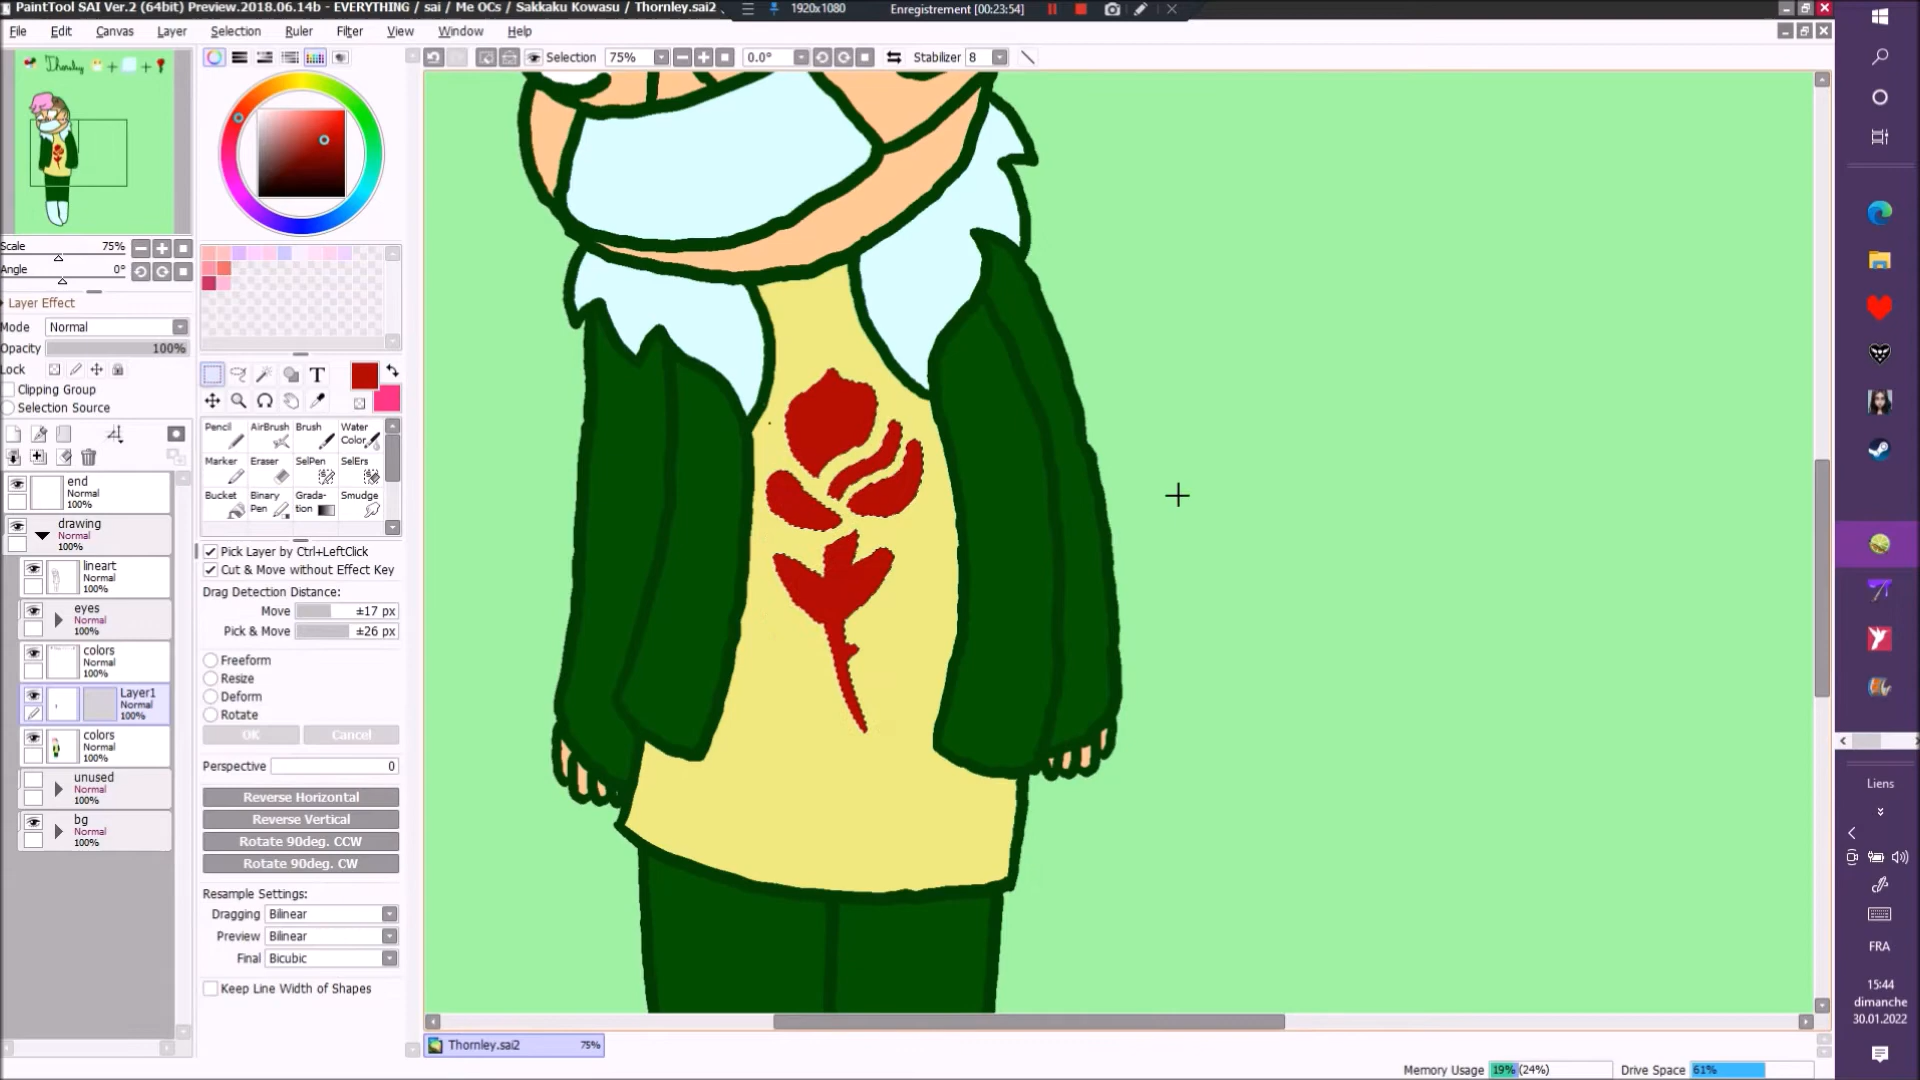 PaintTool SAI Ver.2 (64bit) Preview.2018.06.14b - EVERYTHING / sai / Me OCs / Sakkaku Kowasu / Thornley.sai2
1920x1080
Enregistrement [00:23:54]
File Edit Canvas Layer Selection Ruler Filter View Window Help
Selection 75% 0.0° Stabilizer 8
Thornley + +
Scale 75%
Angle 0°
Layer Effect
Mode Normal
Opacity 100%
Lock
Clipping Group
Selection Source
end
Normal
100%
drawing
Normal
100%
lineart
Normal
100%
eyes
Normal
100%
colors
Normal
100%
Layer1
Normal
100%
colors
Normal
100%
unused
Normal
100%
bg
Normal
100%
T
Pencil AirBrush Brush Water Color
Marker Eraser SelPen SelErs
Bucket Binary Pen Grada-tion Smudge
Pick Layer by Ctrl+LeftClick
Cut & Move without Effect Key
Drag Detection Distance:
Move ±17 px
Pick & Move ±26 px
Freeform
Resize
Deform
Rotate
OK Cancel
Perspective 0
Reverse Horizontal
Reverse Vertical
Rotate 90deg. CCW
Rotate 90deg. CW
Resample Settings:
Dragging Bilinear
Preview Bilinear
Final Bicubic
Keep Line Width of Shapes
Thornley.sai2 75%
Memory Usage 19% (24%) Drive Space 61%
Liens
FRA
15:44
dimanche
30.01.2022